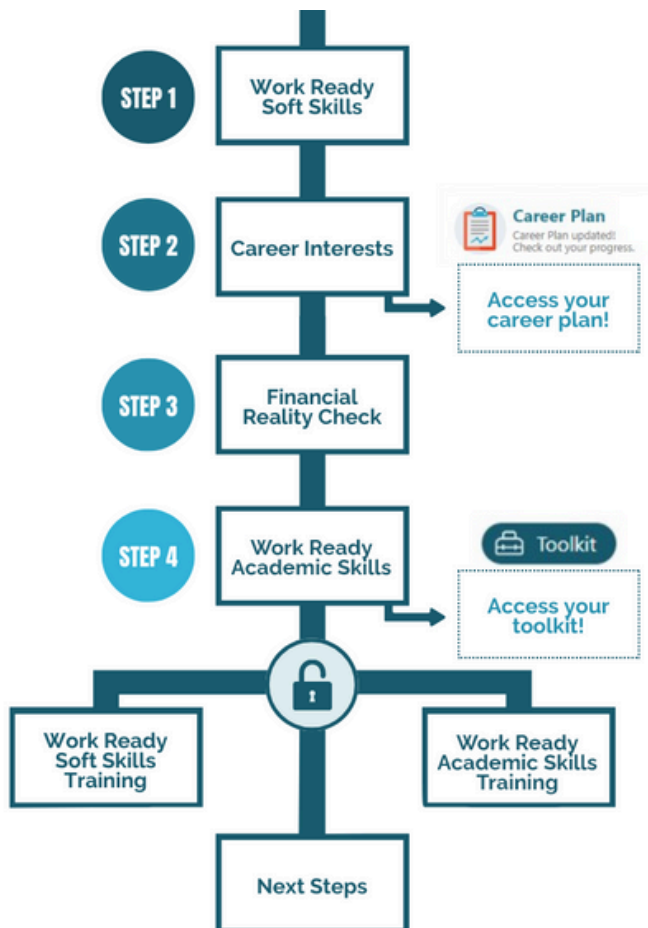 STEP 1
Work Ready
Soft Skills
STEP 2
Career Interests
Career Plan
Career Plan updated!
Check out your progress.
Access your
career plan!
STEP 3
Financial
Reality Check
STEP 4
Work Ready
Academic Skills
Toolkit
Access your
toolkit!
Work Ready
Soft Skills
Training
Work Ready
Academic Skills
Training
Next Steps